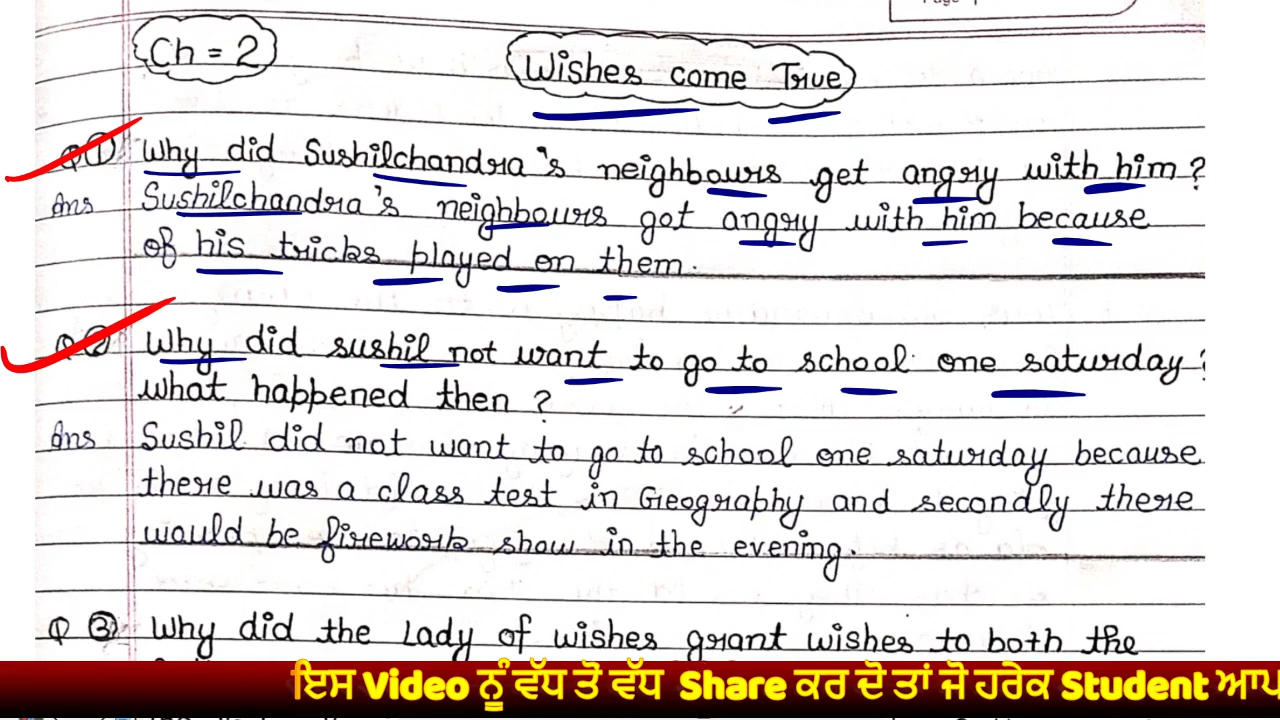 Ch = 2
Wishes come True
Q① Why did Sushilchandra's neighbours get angry with him?
Ans Sushilchandra's neighbours got angry with him because
of his tricks played on them.
Q② Why did sushil not want to go to school one saturday?
what happened then ?
Ans Sushil did not want to go to school one saturday because
there was a class test in Geography and secondly there
would be firework show in the evening.
Q ③ Why did the Lady of wishes grant wishes to both the
ਇਸ Video ਨੂੰ ਵੱਧ ਤੋਂ ਵੱਧ Share ਕਰ ਦੋ ਤਾਂ ਜੋ ਹਰੇਕ Student ਆਪ